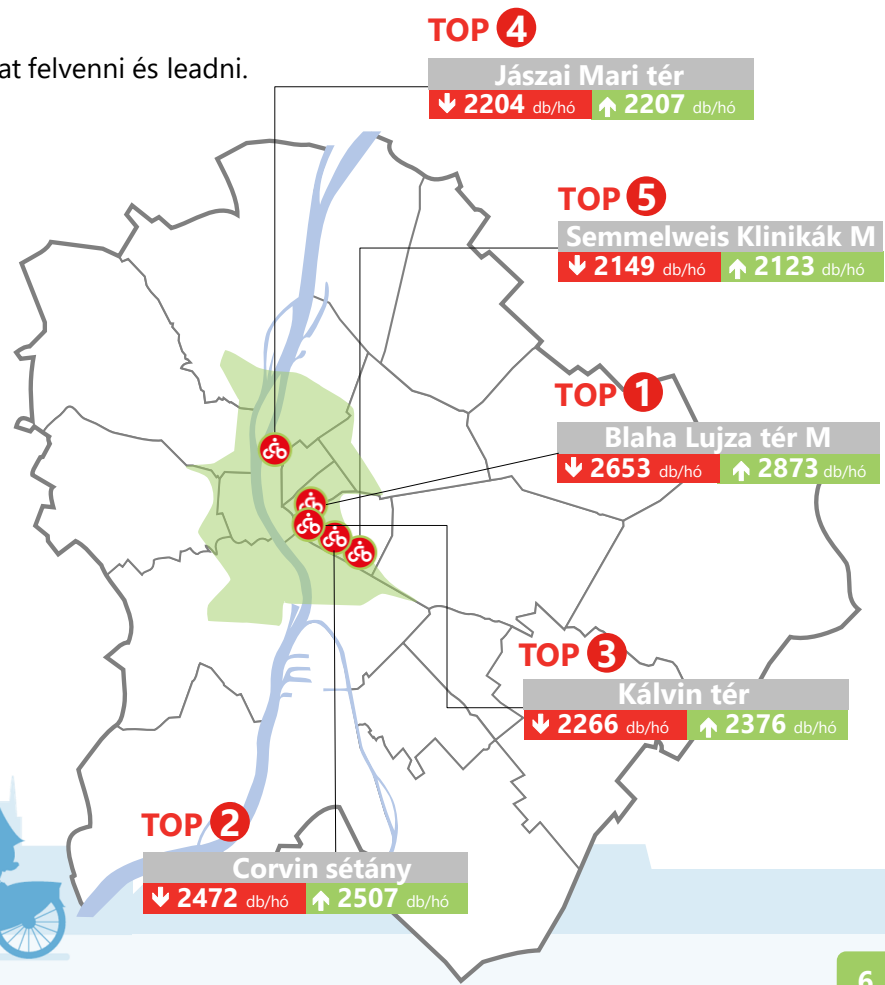 TOP 4
at felvenni és leadni.
Jászai Mari tér
2204 db/hó 2207 db/hó
TOP 5
Semmelweis Klinikák M
2149 db/hó 2123 db/hó
TOP 1
Blaha Lujza tér M
2653 db/hó 2873 db/hó
TOP 3
Kálvin tér
2266 db/hó 2376 db/hó
TOP 2
Corvin sétány
2472 db/hó 2507 db/hó
6